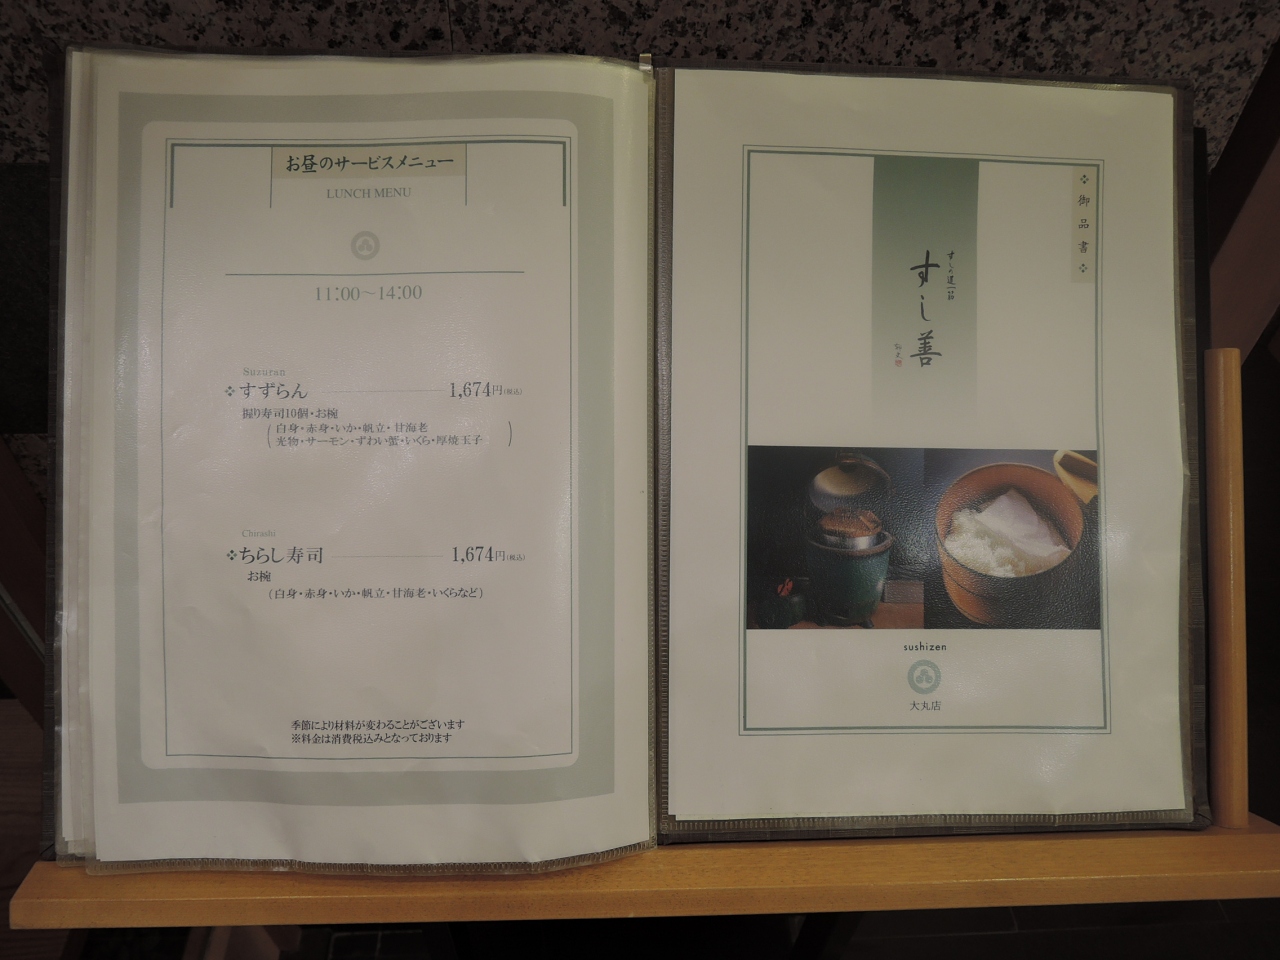 お昼のサービスメニュー
LUNCH MENU
11:00～14:00
Suzuran
すずらん 1,674円(税込)
握り寿司10個・お椀
(白身・赤身・いか・帆立・甘海老
光物・サーモン・ずわい蟹・いくら・厚焼玉子)
Chirashi
ちらし寿司 1,674円(税込)
お椀
(白身・赤身・いか・帆立・甘海老・いくらなど)
季節により材料が変わることがございます
※料金は消費税込みとなっております
御品書
すし善
sushizen
大丸店